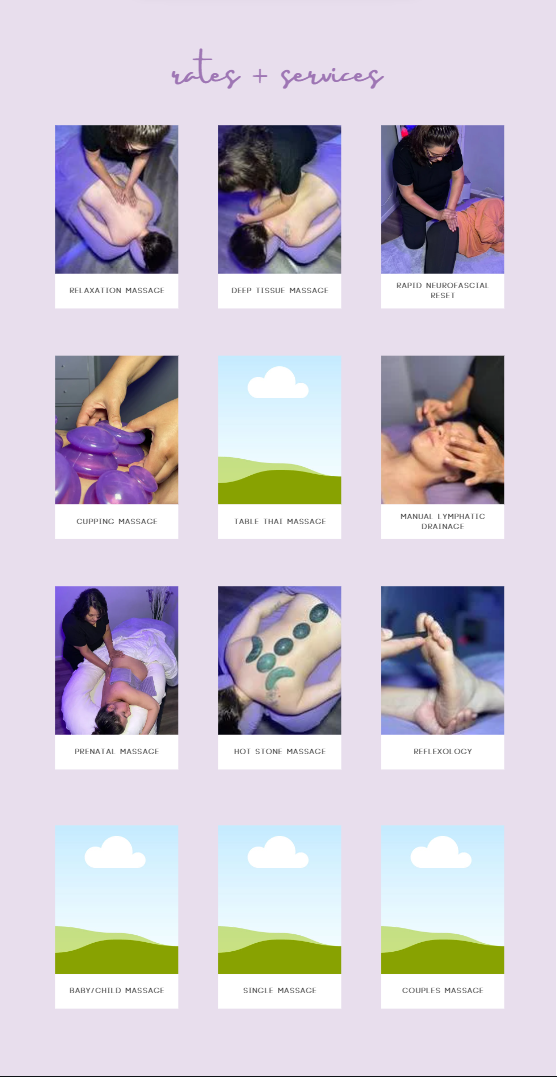 rates + services
RELAXATION MASSAGE
DEEP TISSUE MASSAGE
RAPID NEUROFASCIAL
RESET
CUPPING MASSAGE
TABLE THAI MASSAGE
MANUAL LYMPHATIC
DRAINAGE
PRENATAL MASSAGE
HOT STONE MASSAGE
REFLEXOLOGY
BABY/CHILD MASSAGE
SINGLE MASSAGE
COUPLES MASSAGE